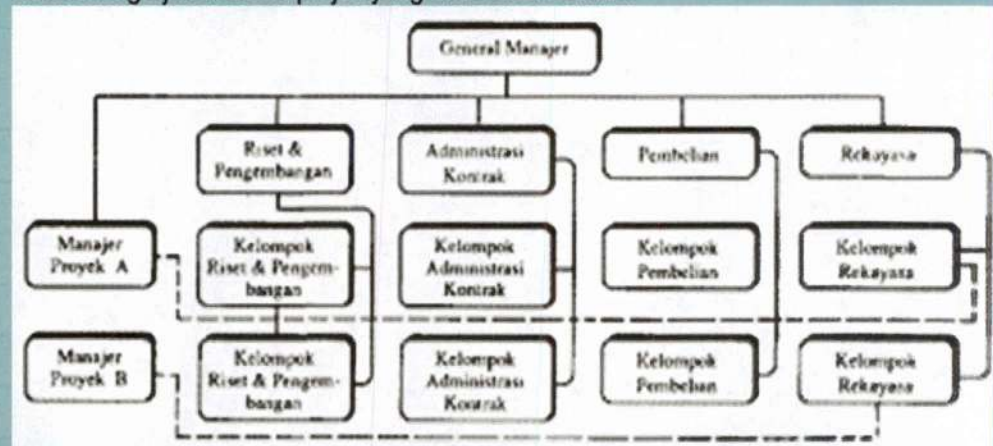 General Manajer
Riset &
Pengembangan
Administrasi
Kontrak
Pembelian
Rekayasa
Manajer
Proyek A
Kelompok
Riset & Pengem-
bangan
Kelompok
Administrasi
Kontrak
Kelompok
Pembelian
Kelompok
Rekayasa
Manajer
Proyek B
Kelompok
Riset & Pengem-
bangan
Kelompok
Administrasi
Kontrak
Kelompok
Pembelian
Kelompok
Rekayasa